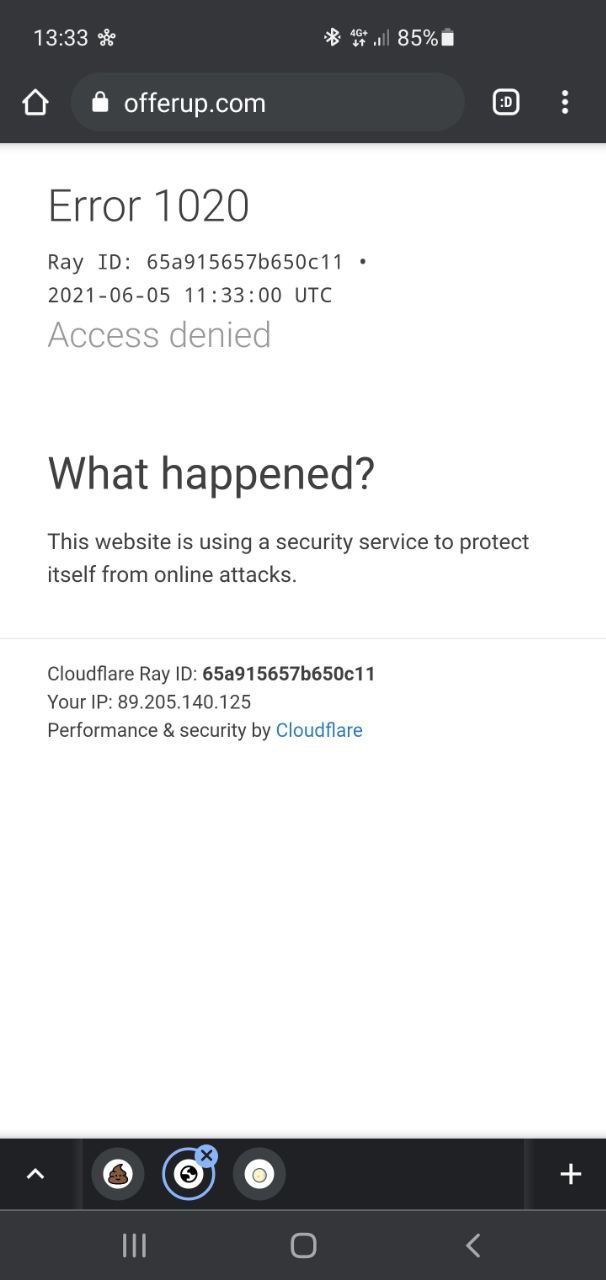 13:33 4G+ 85%
offerup.com :D
Error 1020
Ray ID: 65a915657b650c11 •
2021-06-05 11:33:00 UTC
Access denied
What happened?
This website is using a security service to protect
itself from online attacks.
Cloudflare Ray ID: 65a915657b650c11
Your IP: 89.205.140.125
Performance & security by Cloudflare